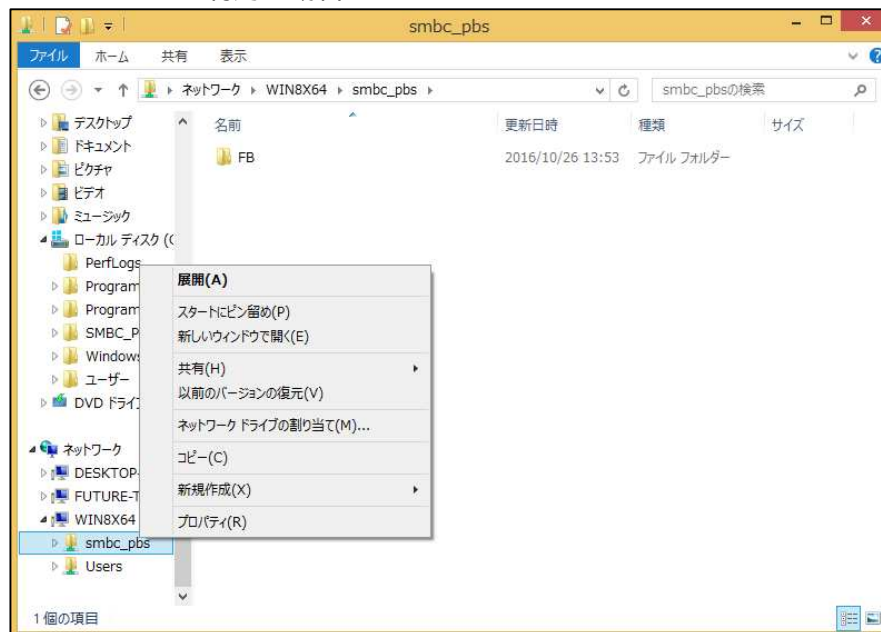 smbc_pbs
ファイル ホーム 共有 表示
ネットワーク ▸ WIN8X64 ▸ smbc_pbs ▸
smbc_pbsの検索
名前 更新日時 種類 サイズ
FB 2016/10/26 13:53 ファイル フォルダー
デスクトップ
ドキュメント
ピクチャ
ビデオ
ミュージック
ローカル ディスク (C
PerfLogs
Program
Program
SMBC_P
Windows
ユーザー
DVD ドライ
ネットワーク
DESKTOP-
FUTURE-T
WIN8X64
smbc_pbs
Users
展開(A)
スタートにピン留め(P)
新しいウィンドウで開く(E)
共有(H)
以前のバージョンの復元(V)
ネットワーク ドライブの割り当て(M)...
コピー(C)
新規作成(X)
プロパティ(R)
1 個の項目